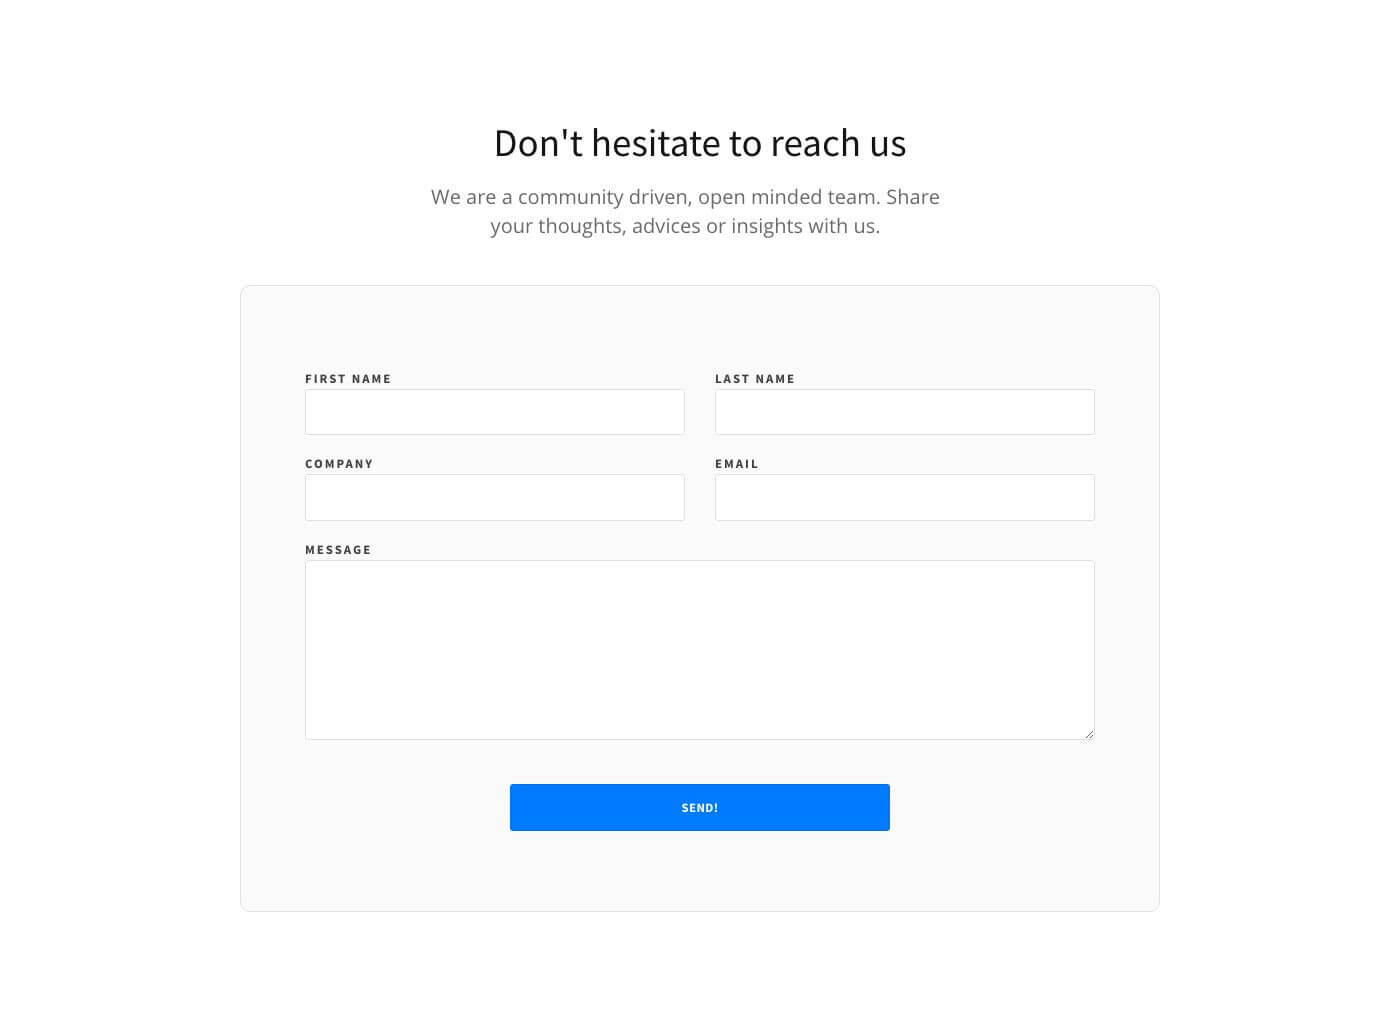 Don't hesitate to reach us
We are a community driven, open minded team. Share
your thoughts, advices or insights with us.
FIRST NAME
LAST NAME
COMPANY
EMAIL
MESSAGE
SEND!